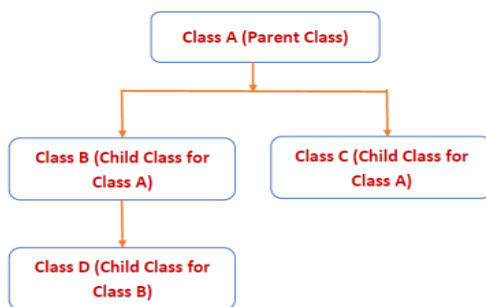 Class A (Parent Class)
Class B (Child Class for
Class A)
Class C (Child Class for
Class A)
Class D (Child Class for
Class B)